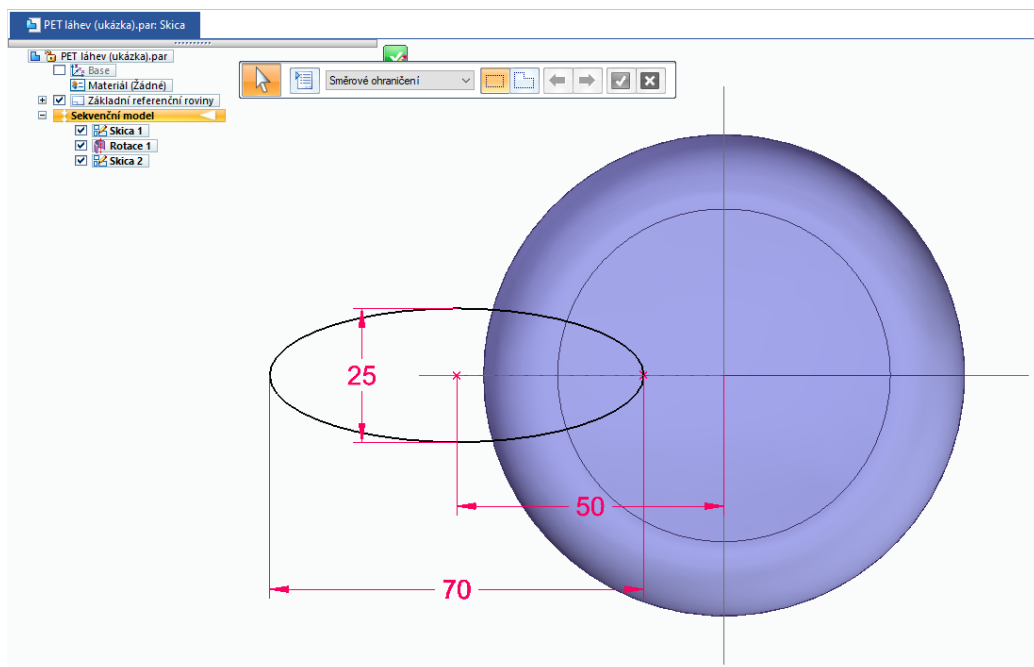 PET láhev (ukázka).par: Skica
PET láhev (ukázka).par
Base
Materiál (Žádné)
Základní referenční roviny
Sekvenční model
Skica 1
Rotace 1
Skica 2
Směrové ohraničení
25
50
70